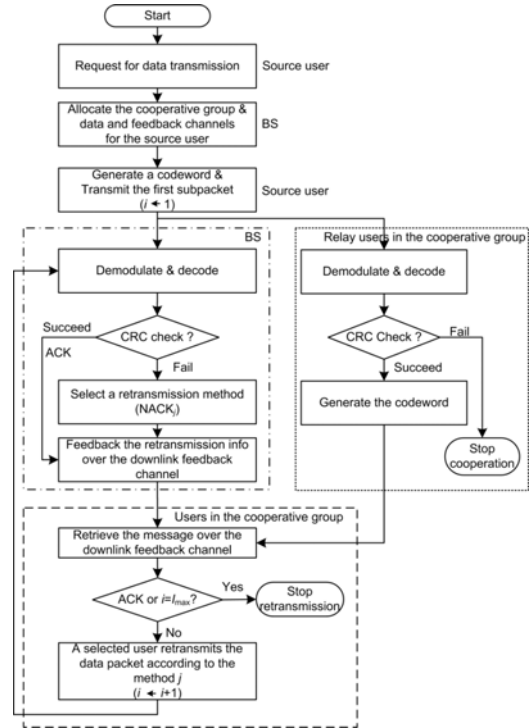 Start
Request for data transmission
Source user
Allocate the cooperative group &
data and feedback channels
for the source user
BS
Generate a codeword &
Transmit the first subpacket
(i ← 1)
Source user
BS
Demodulate & decode
CRC check ?
Succeed
ACK
Fail
Select a retransmission method
(NACKj)
Feedback the retransmission info
over the downlink feedback
channel
Relay users in the cooperative group
Demodulate & decode
CRC Check ?
Fail
Succeed
Generate the codeword
Stop
cooperation
Users in the cooperative group
Retrieve the message over the
downlink feedback channel
ACK or i=Imax?
Yes
Stop
retransmission
No
A selected user retransmits the
data packet according to the
method j
(i ← i+1)